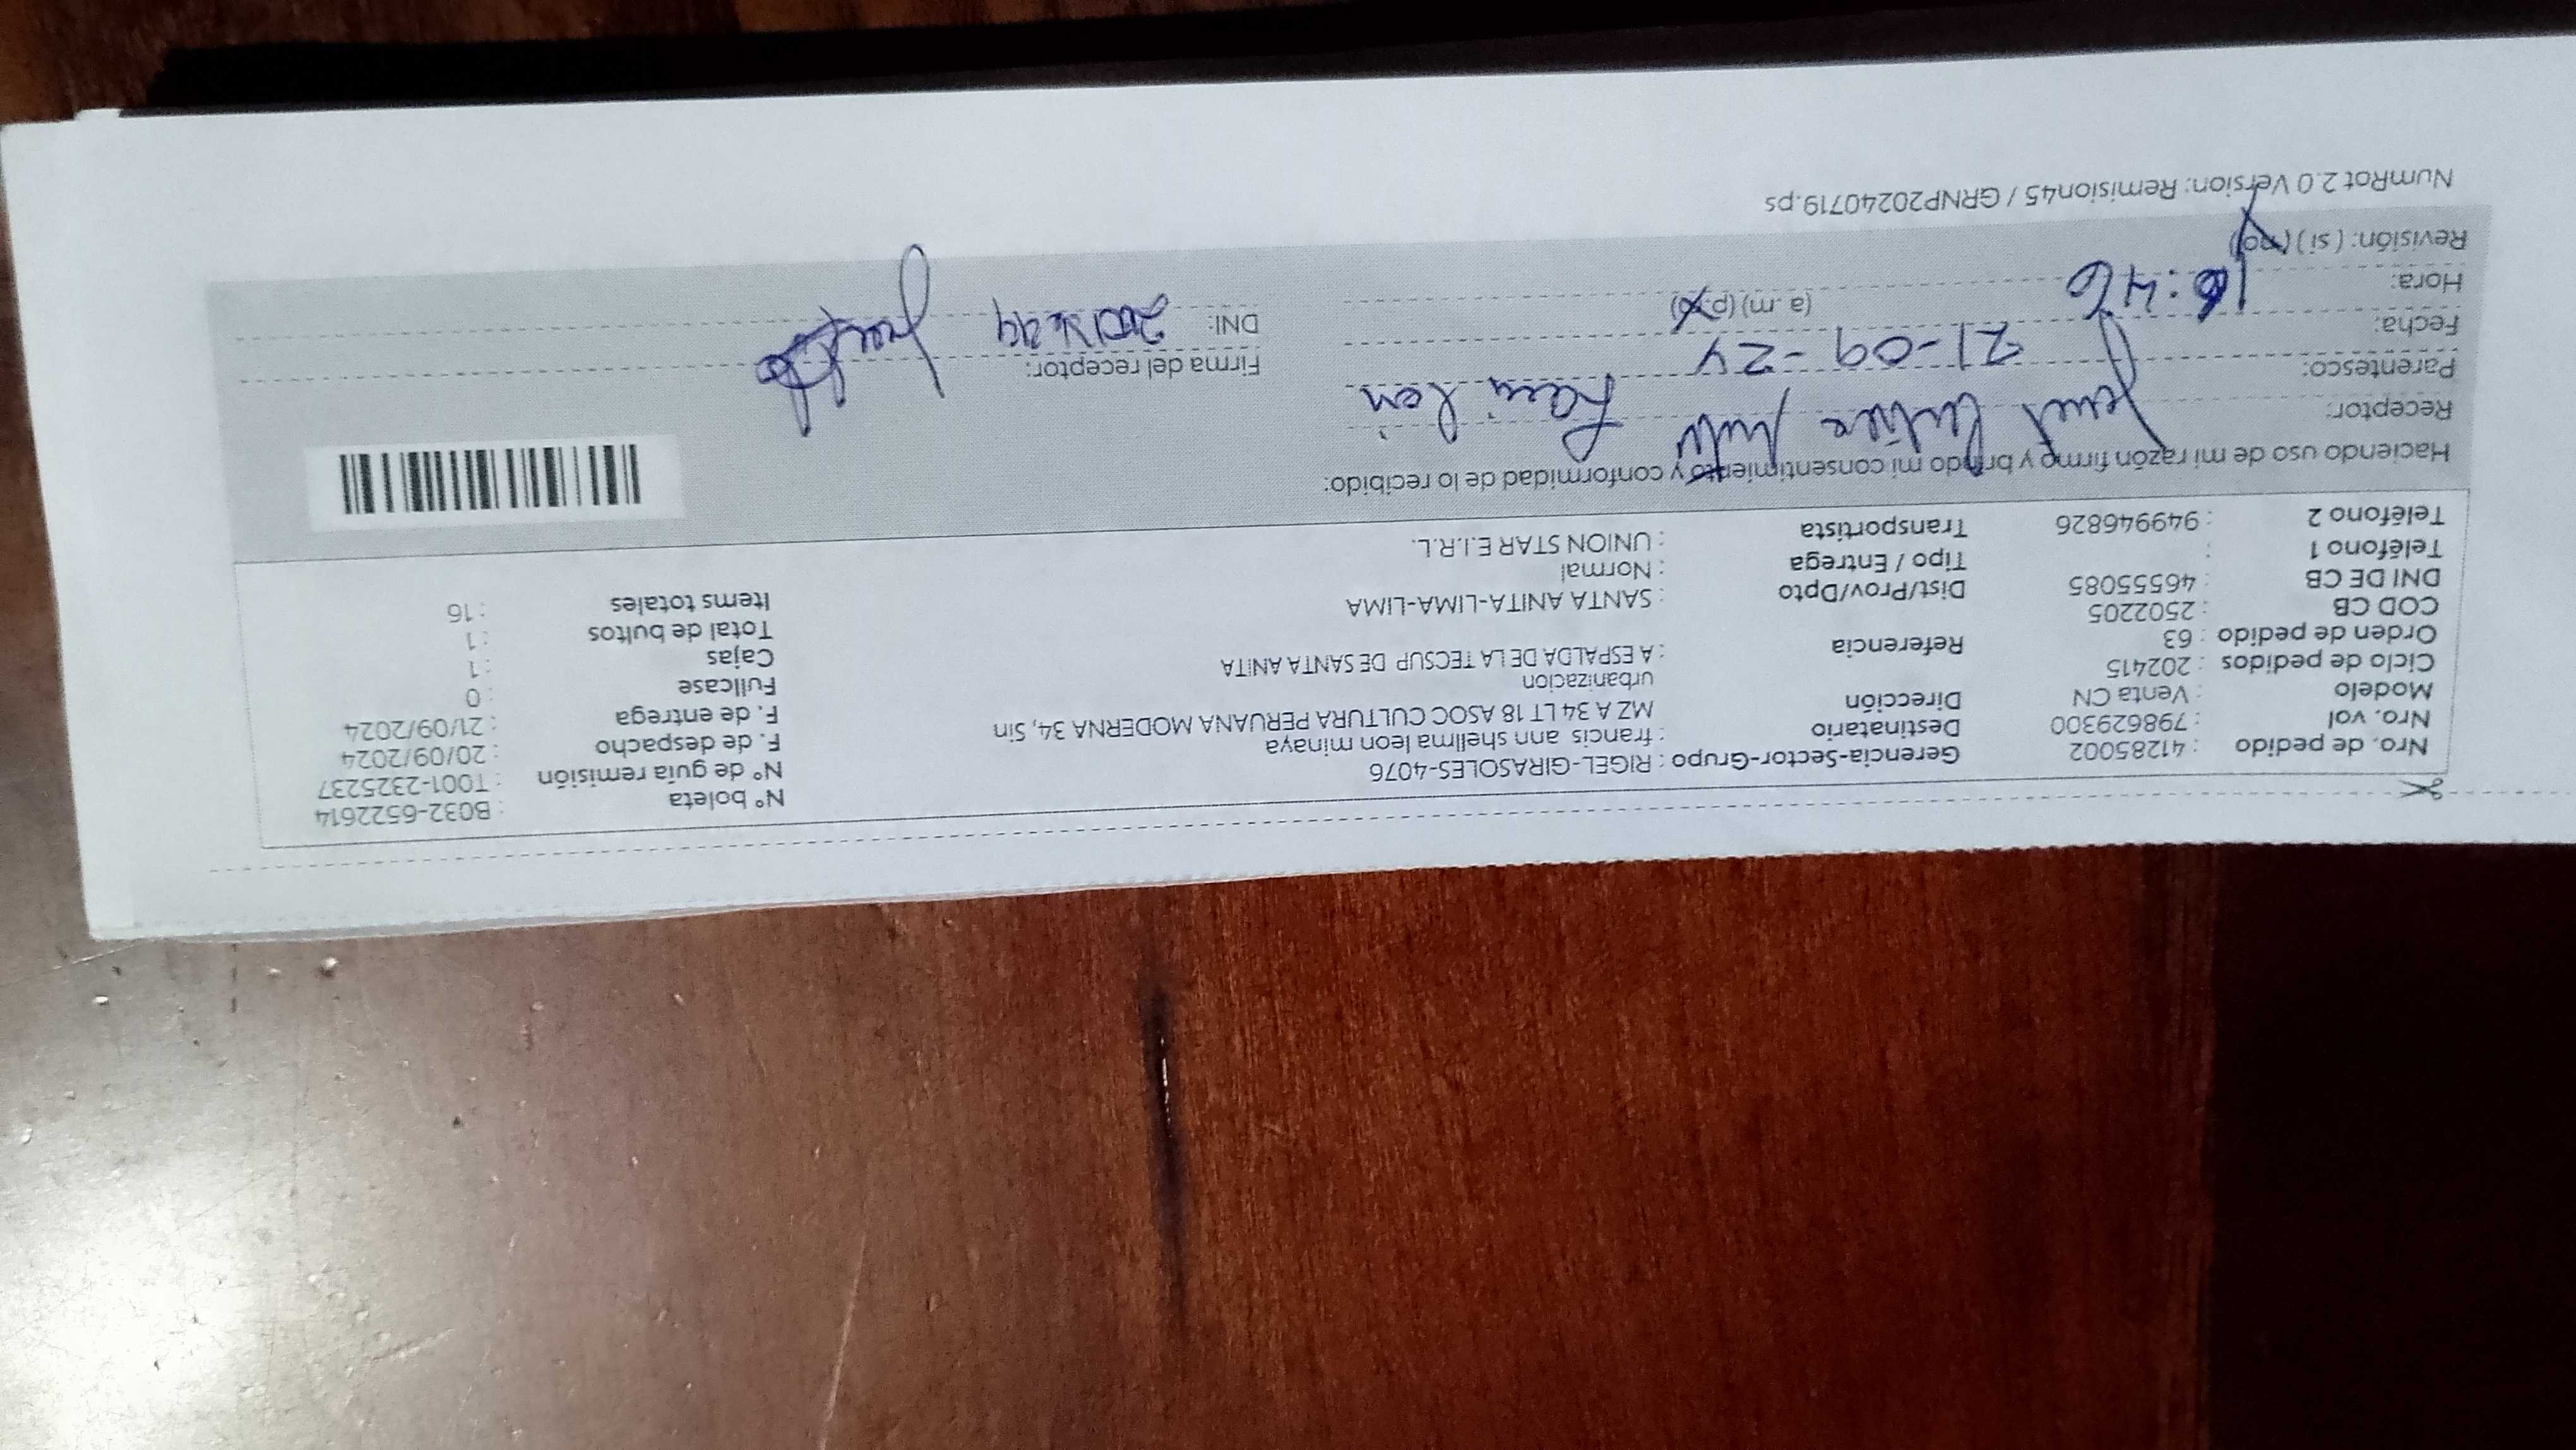 Nro. de pedido : 41285002 Gerencia-Sector-Grupo : RIGEL-GIRASOLES-4076 N° boleta : B032-6522614
Nro. vol : 798629300 Destinatario : francis ann shellma leon minaya N° de guía remisión : T001-2325237
Modelo : Venta CN Dirección MZ A 34 LT 18 ASOC CULTURA PERUANA MODERNA 34, Sin F. de despacho : 20/09/2024
Ciclo de pedidos : 202415 urbanizacion F. de entrega : 21/09/2024
Orden de pedido : 63 Referencia : A ESPALDA DE LA TECSUP DE SANTA ANITA Fullcase : 0
COD CB : 2502205 Cajas : 1
DNI DE CB : 46555085 Dist/Prov/Dpto : SANTA ANITA-LIMA-LIMA Total de bultos : 1
Teléfono 1 : Tipo / Entrega : Normal Items totales : 16
Teléfono 2 : 949946826 Transportista : UNION STAR E.I.R.L.
Haciendo uso de mi razón firmo y brindo mi consentimiento y conformidad de lo recibido:
Receptor:
Parentesco: Firma del receptor:
Fecha: 21-09-24 DNI:
Hora: :46 (a.m) (p.
Revisión: (si) (no)
NumRot 2.0 Version: Remision45 / GRNP20240719.ps